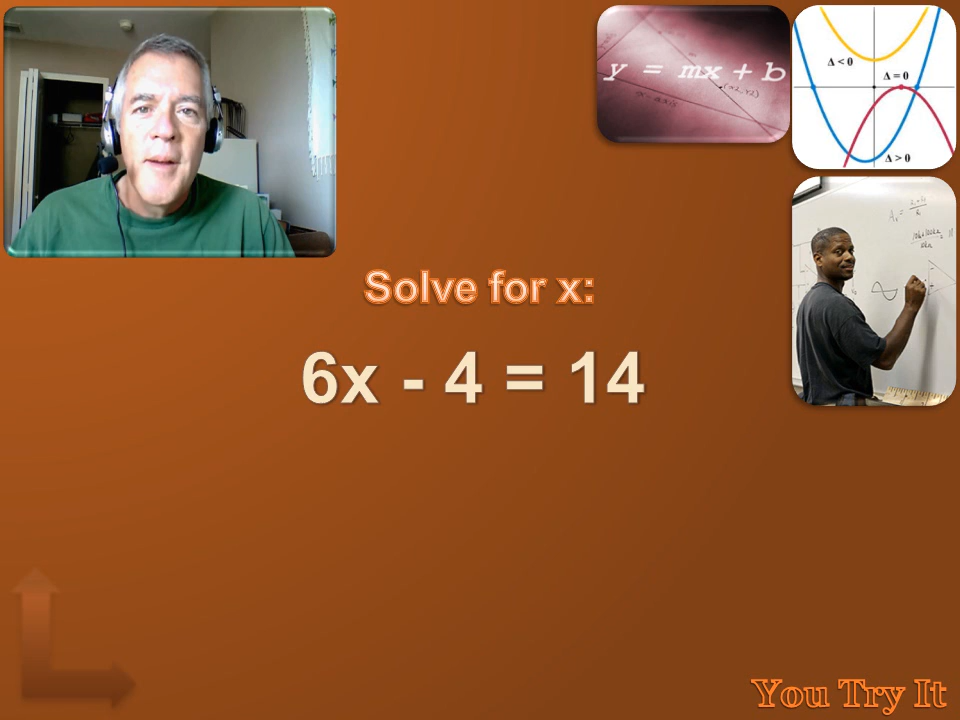 y = mx + b
Δ < 0
Δ = 0
Δ > 0
Solve for x:
6x - 4 = 14
You Try It